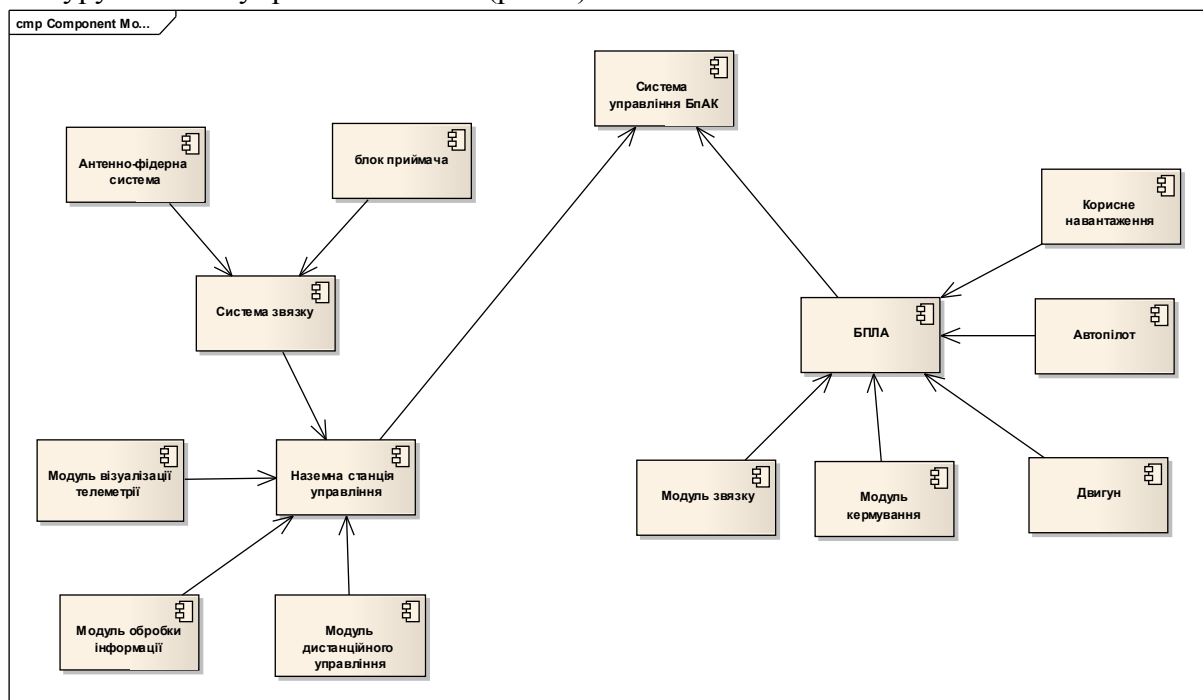 cmp Component Mo...
Система
управління БпАК
Антенно-фідерна
система
блок приймача
Корисне
навантаження
Система звязку
БПЛА
Автопілот
Модуль візуалізації
телеметрії
Наземна станція
управління
Модуль звязку
Модуль
кермування
Двигун
Модуль обробки
інформації
Модуль
дистанційного
управління